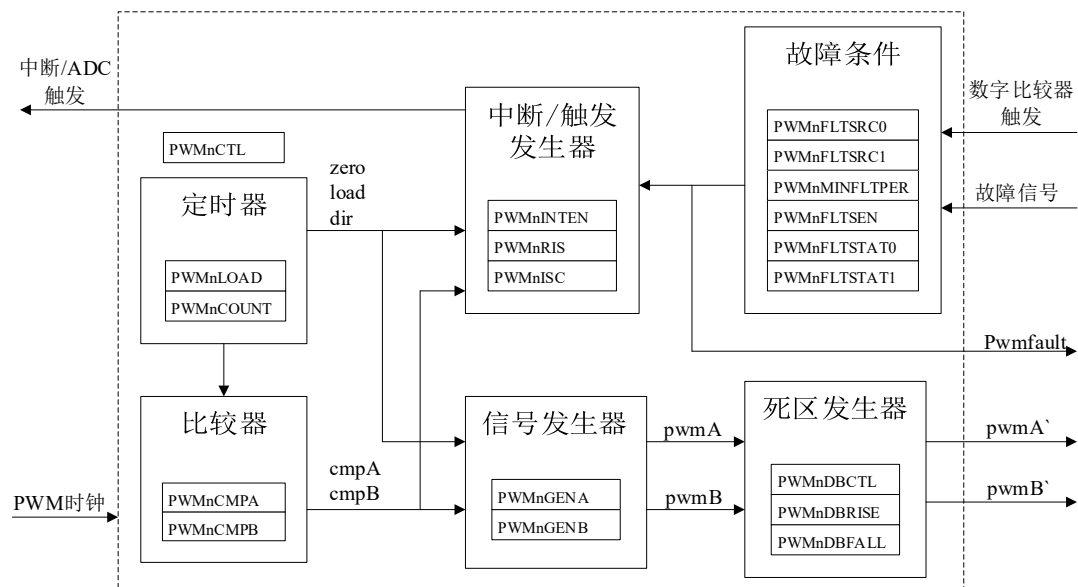 中断/ADC
触发
PWMnCTL
定时器
PWMnLOAD
PWMnCOUNT
zero
load
dir
中断/触发
发生器
PWMnINTEN
PWMnRIS
PWMnISC
故障条件
PWMnFLTSRC0
PWMnFLTSRC1
PWMnMINFLTPER
PWMnFLTSEN
PWMnFLTSTAT0
PWMnFLTSTAT1
数字比较器
触发
故障信号
Pwmfault
PWM时钟
比较器
PWMnCMPA
PWMnCMPB
cmpA
cmpB
信号发生器
PWMnGENA
PWMnGENB
pwmA
pwmB
死区发生器
PWMnDBCTL
PWMnDBRISE
PWMnDBFALL
pwmA`
pwmB`